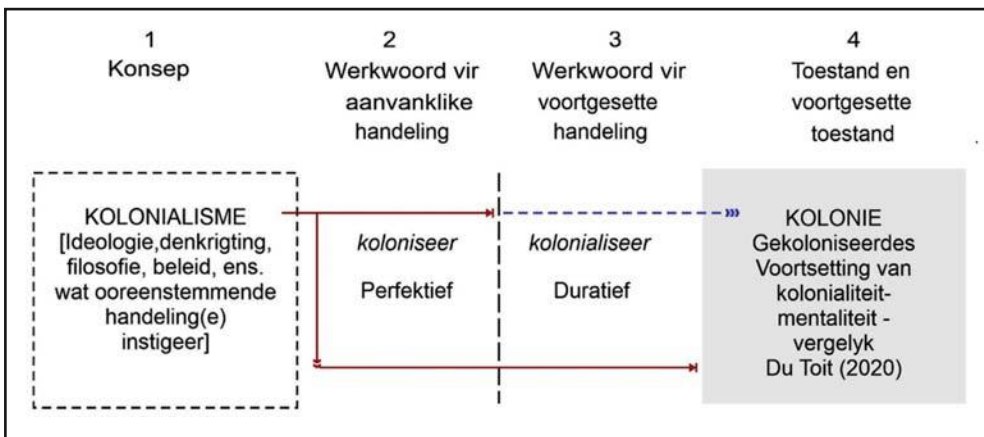 1
Konsep
2
Werkwoord vir
aanvanklike
handeling
3
Werkwoord vir
voortgesette
handeling
4
Toestand en
voortgesette
toestand
.
KOLONIALISME
[Ideologie,denkrigting,
filosofie, beleid, ens.
wat ooreenstemmende
handeling(e)
instigeer]
koloniseer
Perfektief
kolonialiseer
Duratief
KOLONIE
Gekoloniseerdes
Voortsetting van
kolonialiteit-
mentaliteit -
vergelyk
Du Toit (2020)